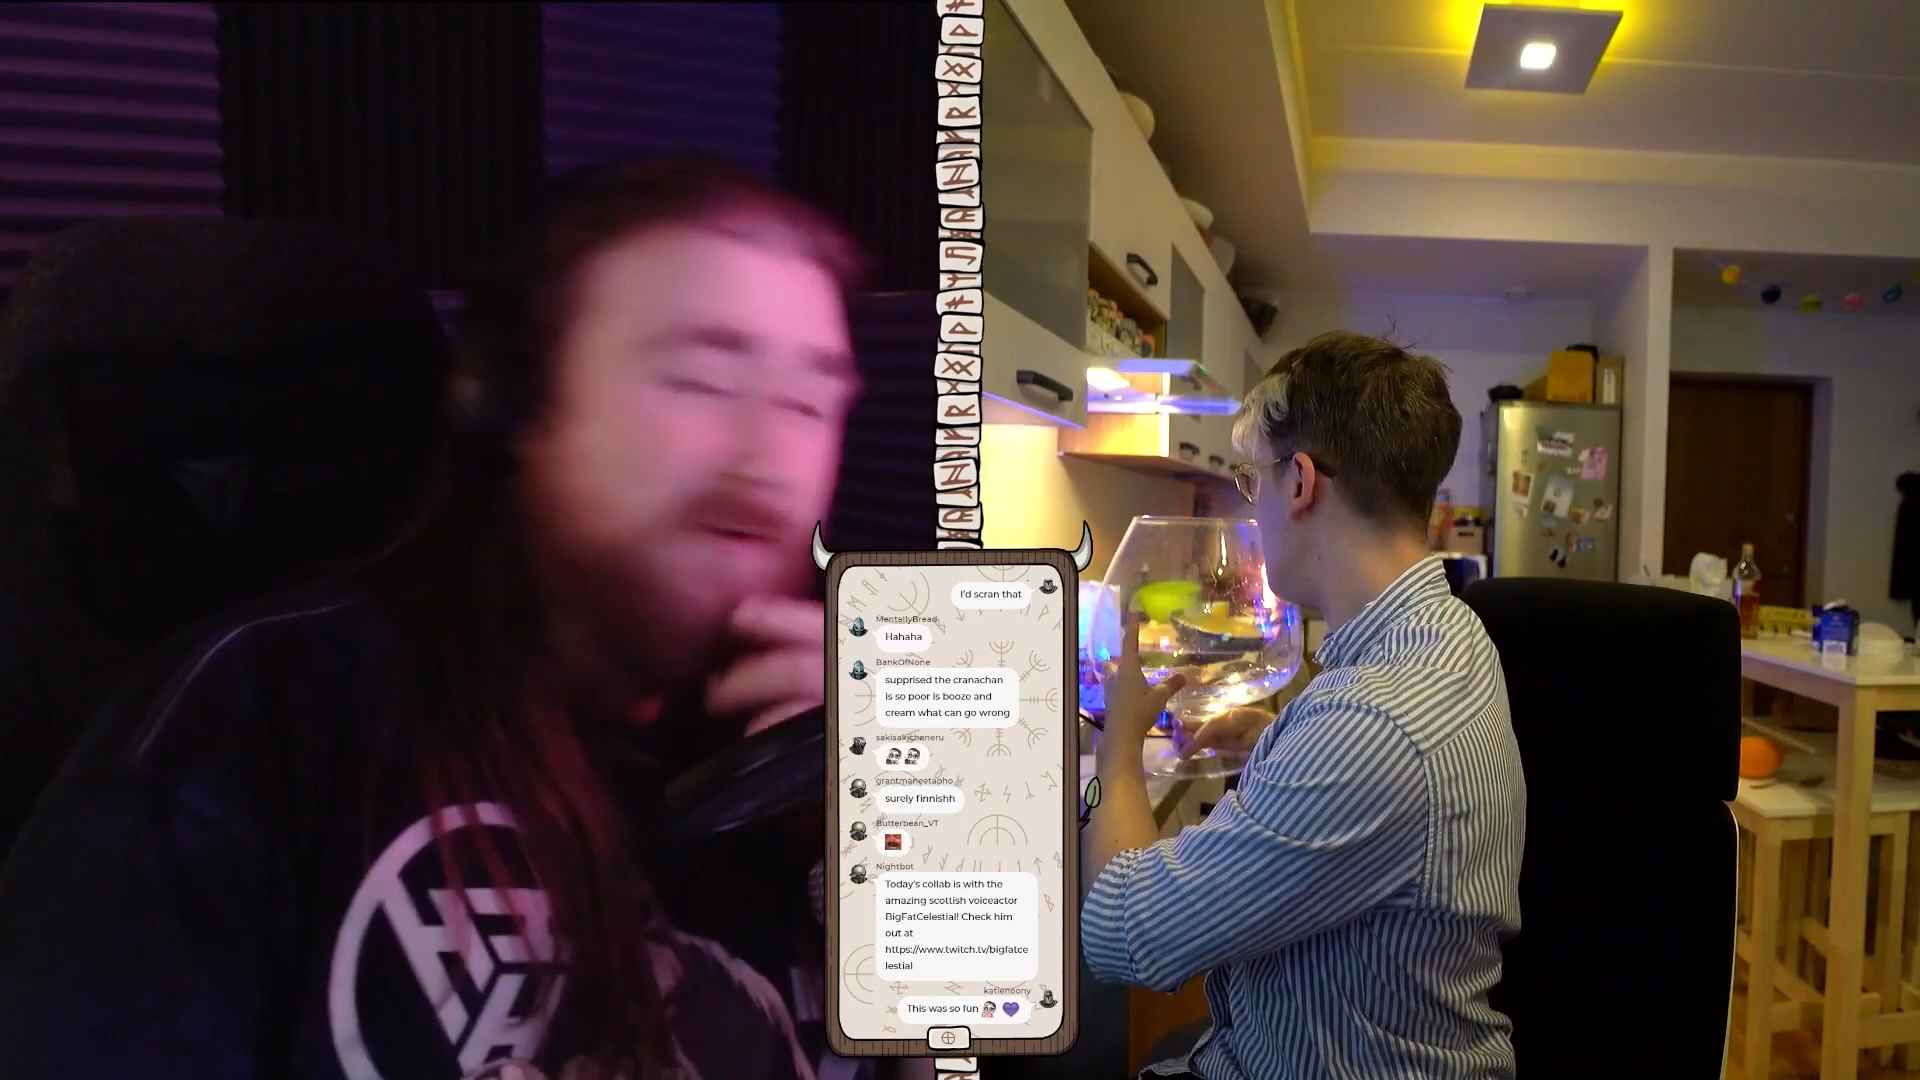 I'd scran that
MentallyBread
Hahaha
BankOfNone
supprised the cranachan
is so poor is booze and
cream what can go wrong
sakisakichaneru
surely finnishh
Butterbean_VT
Nightbot
Today's collab is with the
amazing scottish voiceactor
BigFatCelestial! Check him
out at
https://www.twitch.tv/bigfatce
lestial
katienoony
This was so fun